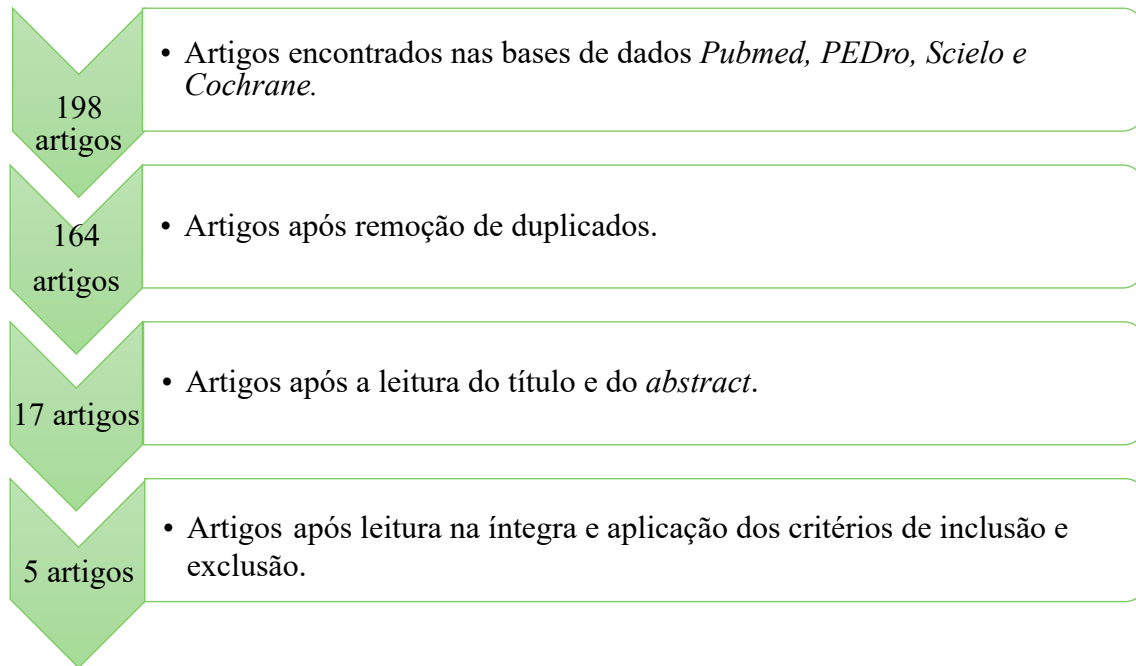 198
artigos
• Artigos encontrados nas bases de dados Pubmed, PEDro, Scielo e
Cochrane.
164
artigos
• Artigos após remoção de duplicados.
17 artigos
• Artigos após a leitura do título e do abstract.
5 artigos
• Artigos após leitura na íntegra e aplicação dos critérios de inclusão e
exclusão.